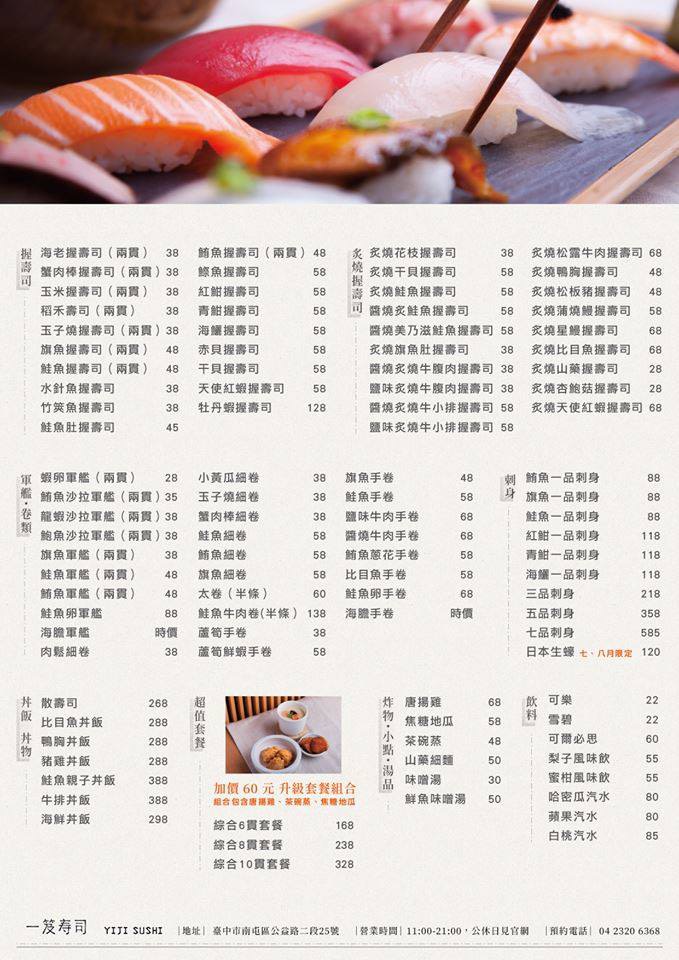 握壽司
海老握壽司（兩貫） 38
蟹肉棒握壽司（兩貫） 38
玉米握壽司（兩貫） 38
稻禾壽司（兩貫） 38
玉子燒握壽司（兩貫） 38
旗魚握壽司（兩貫） 48
鮭魚握壽司（兩貫） 48
水針魚握壽司 38
竹筴魚握壽司 38
鮭魚肚握壽司 45
鮪魚握壽司（兩貫） 48
鰶魚握壽司 58
紅魽握壽司 58
青魽握壽司 58
海鱺握壽司 58
赤貝握壽司 58
干貝握壽司 58
天使紅蝦握壽司 58
牡丹蝦握壽司 128
炙燒握壽司
炙燒花枝握壽司 38
炙燒干貝握壽司 58
炙燒鮭魚握壽司 58
醬燒炙鮭魚握壽司 58
醬燒美乃滋鮭魚握壽司 58
炙燒旗魚肚握壽司 38
醬燒炙燒牛腹肉握壽司 38
鹽味炙燒牛腹肉握壽司 38
醬燒炙燒牛小排握壽司 58
鹽味炙燒牛小排握壽司 58
炙燒松露牛肉握壽司 68
炙燒鴨胸握壽司 48
炙燒松板豬握壽司 48
炙燒蒲燒鰻握壽司 58
炙燒星鰻握壽司 68
炙燒比目魚握壽司 68
炙燒山藥握壽司 28
炙燒杏鮑菇握壽司 28
炙燒天使紅蝦握壽司 68
軍艦・卷類
蝦卵軍艦（兩貫） 28
鮪魚沙拉軍艦（兩貫） 35
龍蝦沙拉軍艦（兩貫） 38
鮑魚沙拉軍艦（兩貫） 38
旗魚軍艦（兩貫） 38
鮭魚軍艦（兩貫） 48
鮪魚軍艦（兩貫） 48
鮭魚卵軍艦 88
海膽軍艦 時價
肉鬆細卷 38
小黃瓜細卷 38
玉子燒細卷 38
蟹肉棒細卷 38
鮭魚細卷 58
鮪魚細卷 58
旗魚細卷 58
太卷（半條） 60
鮭魚牛肉卷(半條） 138
蘆筍手卷 38
蘆筍鮮蝦手卷 58
旗魚手卷 48
鮭魚手卷 58
鹽味牛肉手卷 68
醬燒牛肉手卷 68
鮪魚蔥花手卷 58
比目魚手卷 58
鮭魚卵手卷 68
海膽手卷 時價
刺身
鮪魚一品刺身 88
旗魚一品刺身 88
鮭魚一品刺身 88
紅魽一品刺身 118
青魽一品刺身 118
海鱺一品刺身 118
三品刺身 218
五品刺身 358
七品刺身 585
日本生蠔 七、八月限定 120
丼飯 丼物
散壽司 268
比目魚丼飯 288
鴨胸丼飯 288
豬雞丼飯 288
鮭魚親子丼飯 388
牛排丼飯 388
海鮮丼飯 298
超值套餐
加價 60 元 升級套餐組合
組合包含唐揚雞、茶碗蒸、焦糖地瓜
綜合6貫套餐 168
綜合8貫套餐 238
綜合10貫套餐 328
炸物・小點・湯品
唐揚雞 68
焦糖地瓜 58
茶碗蒸 48
山藥細麵 50
味噌湯 30
鮮魚味噌湯 50
飲料
可樂 22
雪碧 22
可爾必思 60
梨子風味飲 55
蜜柑風味飲 55
哈密瓜汽水 80
蘋果汽水 80
白桃汽水 85
一笈寿司 YIJI SUSHI |地址| 臺中市南屯區公益路二段25號 |營業時間| 11:00-21:00，公休日見官網 |預約電話| 04 2320 6368